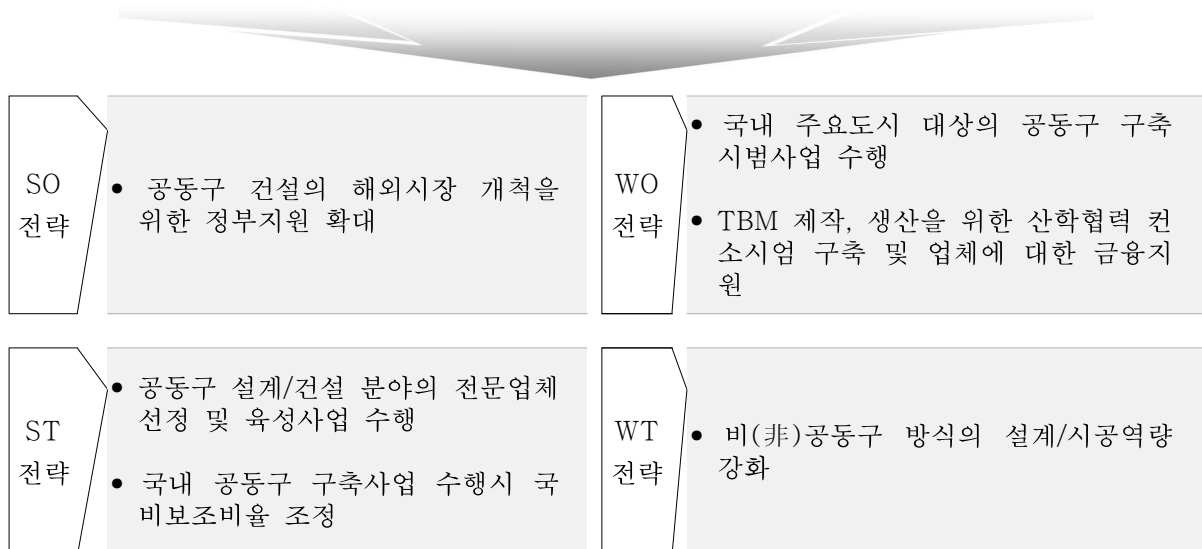 SO
전략
• 공동구 건설의 해외시장 개척을
위한 정부지원 확대
WO
전략
• 국내 주요도시 대상의 공동구 구축
시범사업 수행
• TBM 제작, 생산을 위한 산학협력 컨
소시엄 구축 및 업체에 대한 금융지
원
ST
전략
• 공동구 설계/건설 분야의 전문업체
선정 및 육성사업 수행
• 국내 공동구 구축사업 수행시 국
비보조비율 조정
WT
전략
• 비(非)공동구 방식의 설계/시공역량
강화